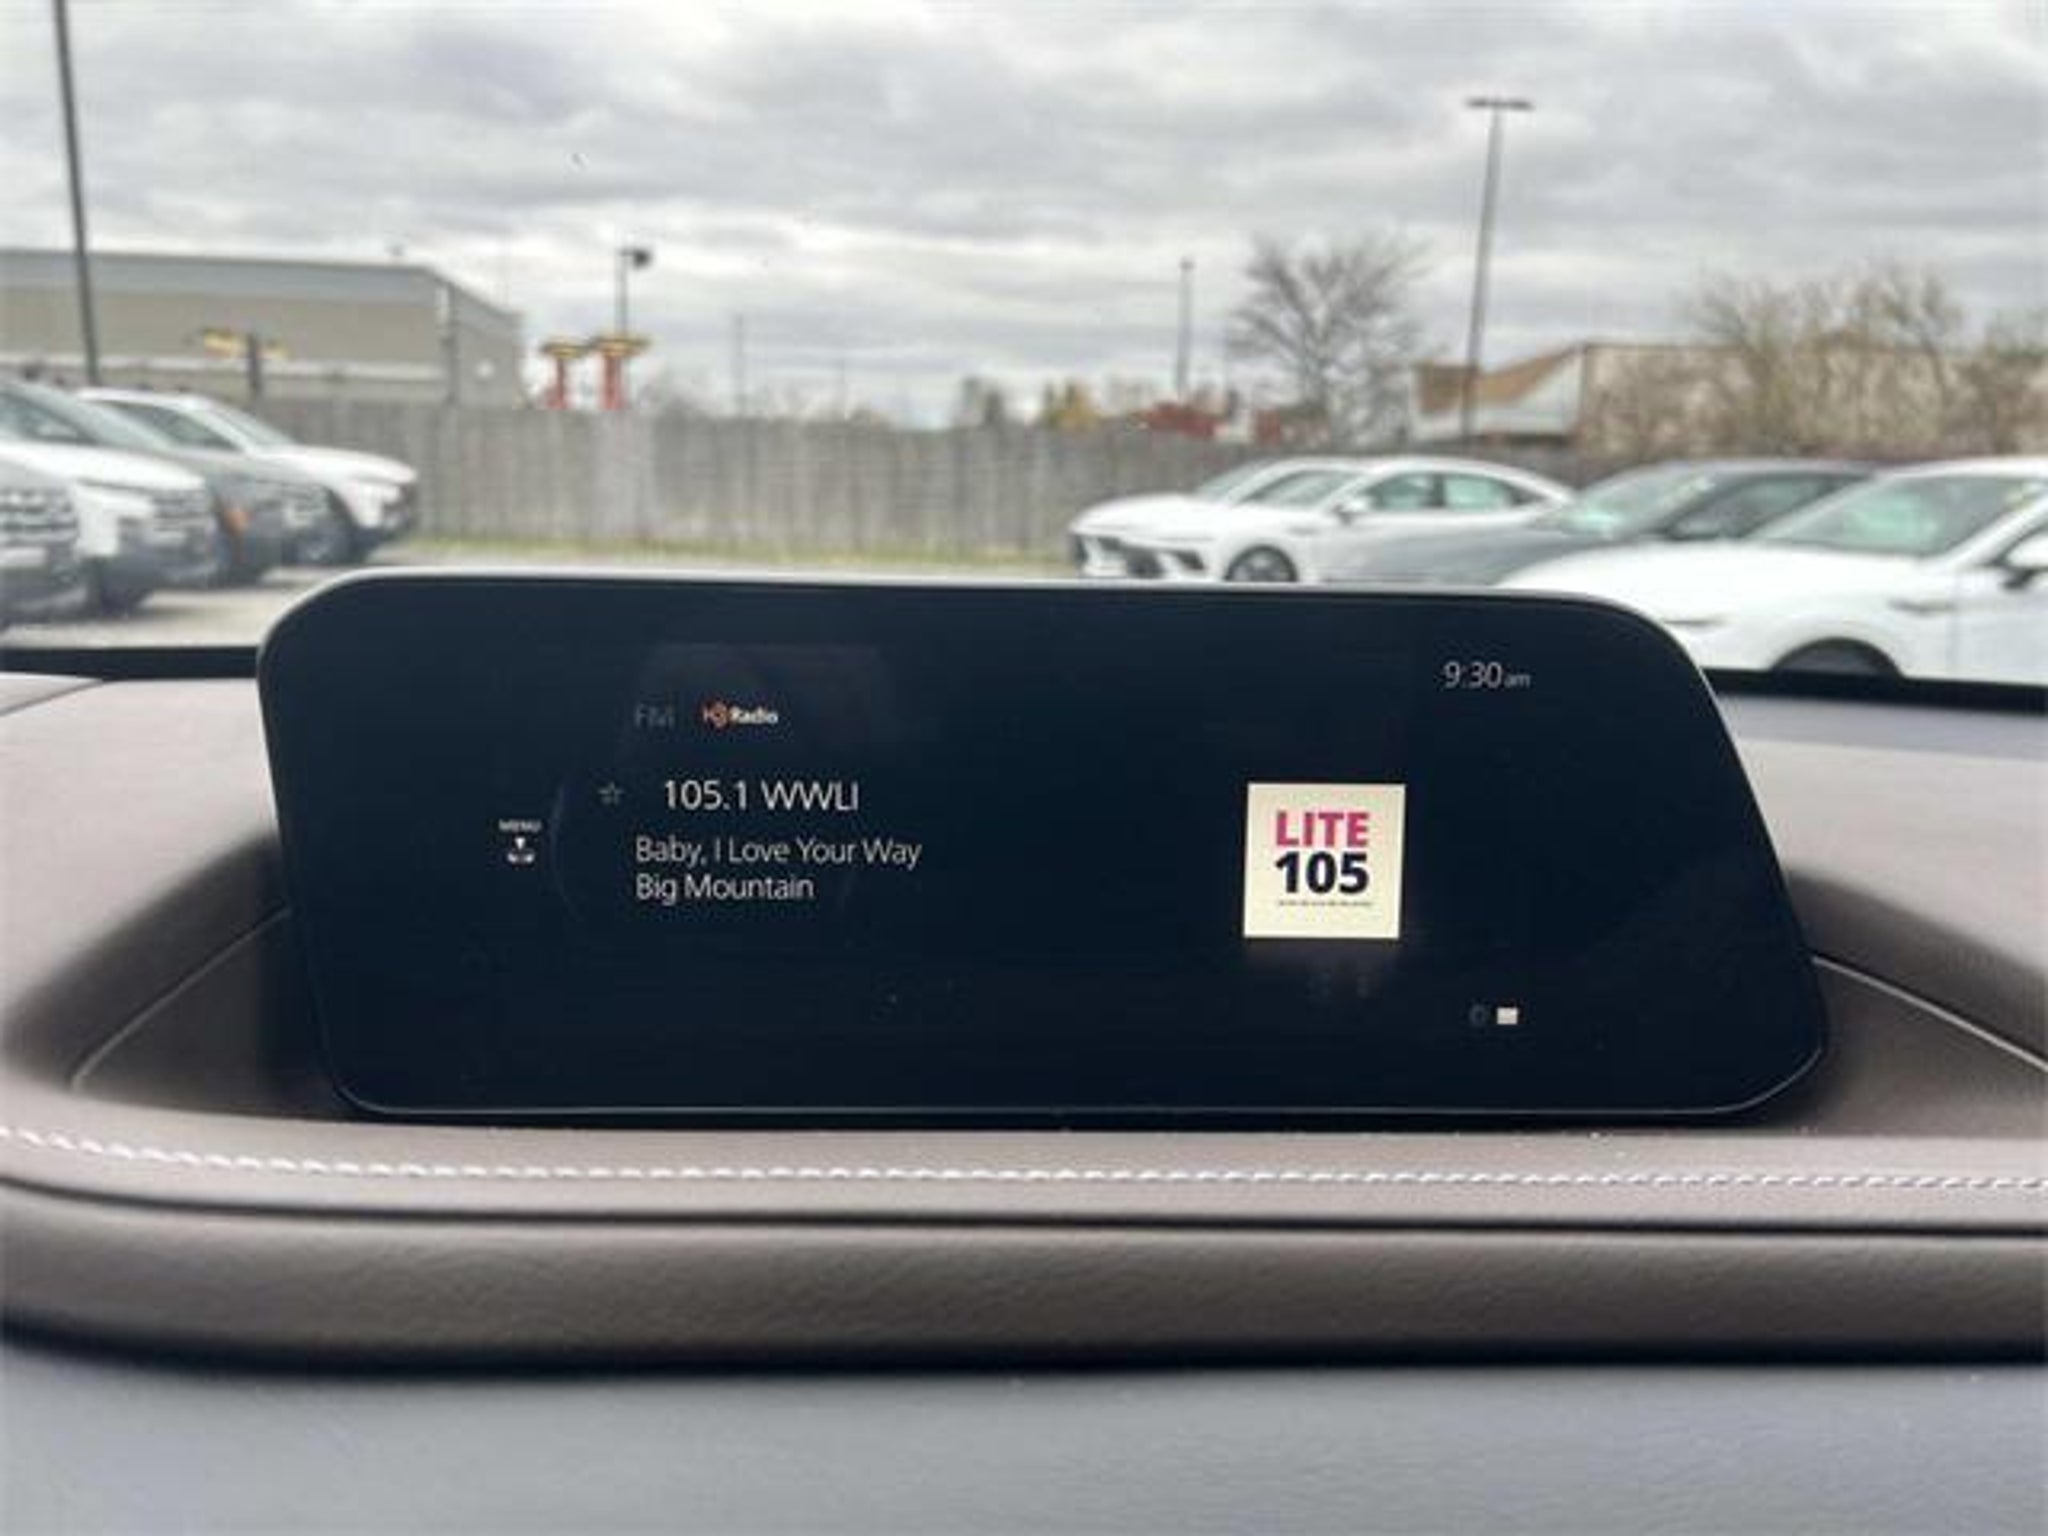 9:30am
FM HD Radio
105.1 WWLI
MENU
Baby, I Love Your Way
Big Mountain
LITE
105